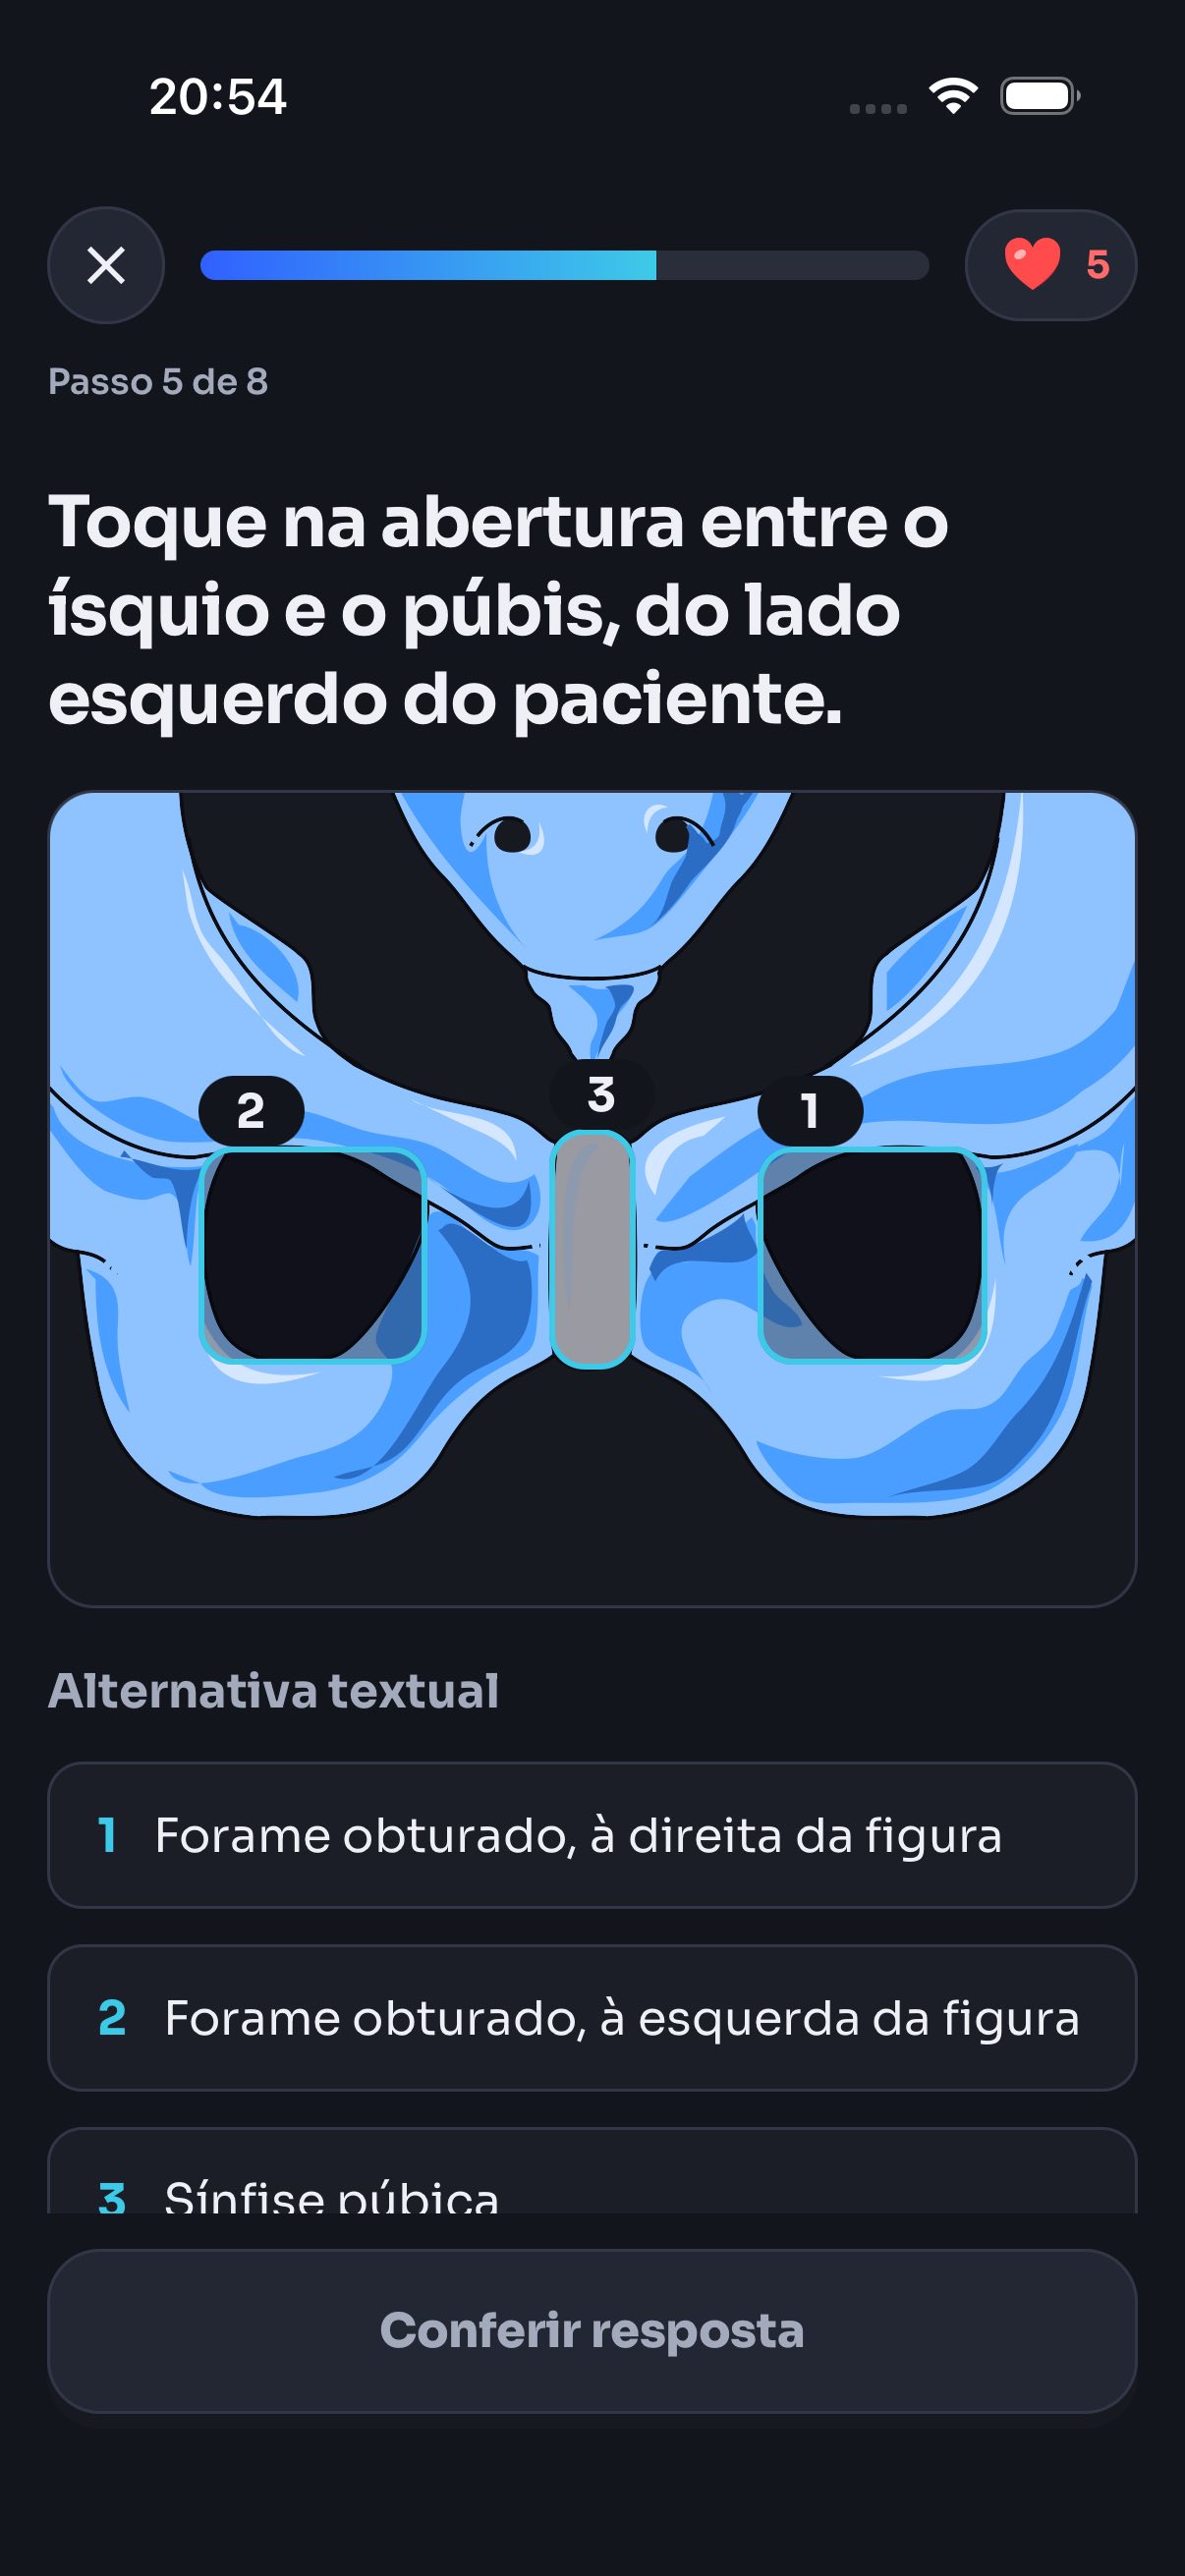 20:54
5
Passo 5 de 8
Toque na abertura entre o
ísquio e o púbis, do lado
esquerdo do paciente.
2
3
1
Alternativa textual
1 Forame obturado, à direita da figura
2 Forame obturado, à esquerda da figura
3 Sínfise púbica
Conferir resposta